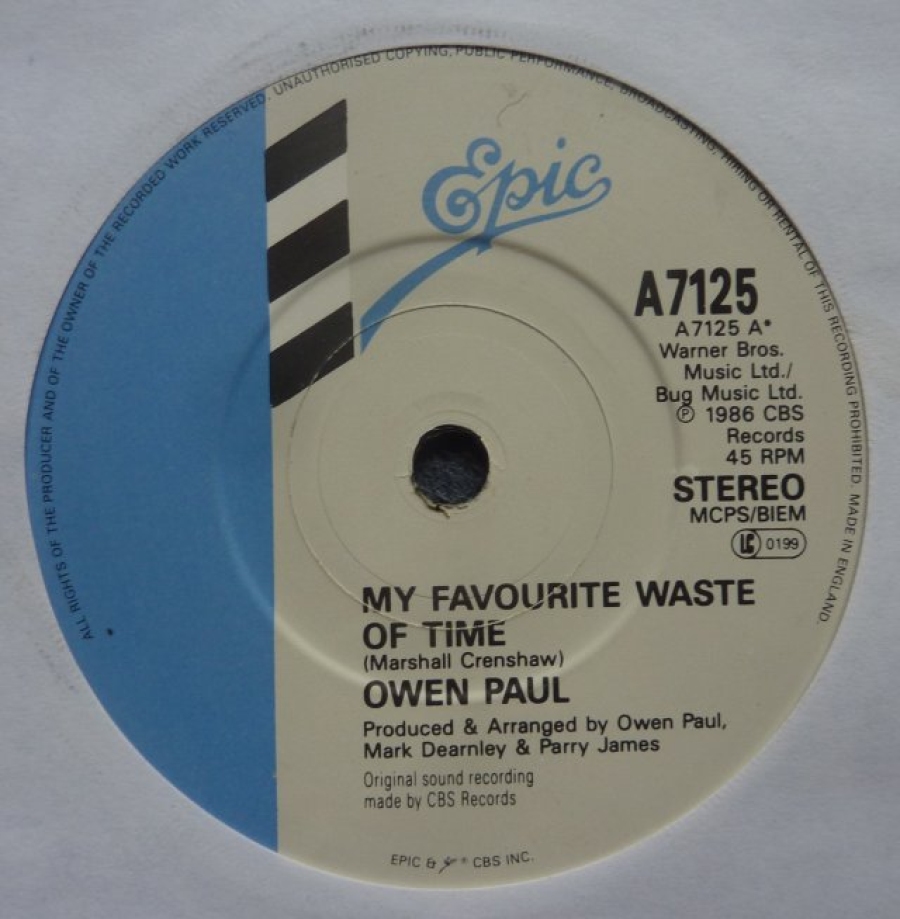 ALL RIGHTS OF THE PRODUCER AND OF THE OWNER OF THE RECORDED WORK RESERVED. UNAUTHORISED COPYING, PUBLIC PERFORMANCE, BROADCASTING, HIRING OR RENTAL OF THIS RECORDING PROHIBITED. MADE IN ENGLAND.
Epic
A7125
A7125 A*
Warner Bros.
Music Ltd./
Bug Music Ltd.
℗ 1986 CBS
Records
45 RPM
STEREO
MCPS/BIEM
LC 0199
MY FAVOURITE WASTE
OF TIME
(Marshall Crenshaw)
OWEN PAUL
Produced & Arranged by Owen Paul,
Mark Dearnley & Parry James
Original sound recording
made by CBS Records
EPIC & ® CBS INC.